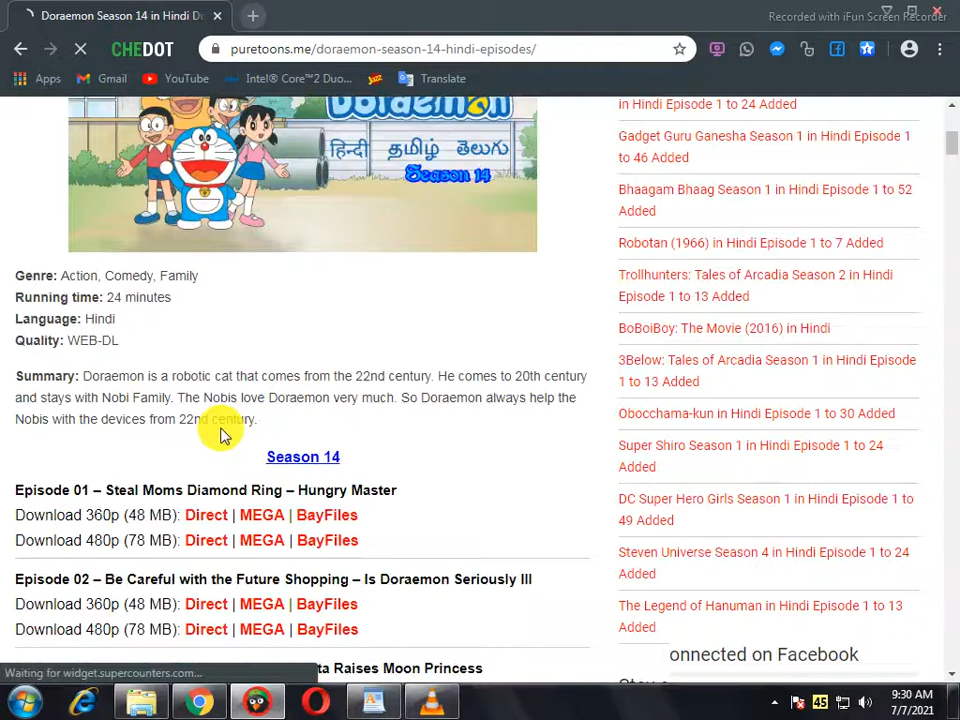 Doraemon Season 14 in Hindi D
Recorded with iFun Screen Recorder
CHEDOT
puretoons.me/doraemon-season-14-hindi-episodes/
Apps
Gmail
YouTube
Intel® Core™2 Duo...
Jazz
Translate
Doraemon
हिन्दी தமிழ் తెలుగు
Season 14
Genre: Action, Comedy, Family
Running time: 24 minutes
Language: Hindi
Quality: WEB-DL
Summary: Doraemon is a robotic cat that comes from the 22nd century. He comes to 20th century
and stays with Nobi Family. The Nobis love Doraemon very much. So Doraemon always help the
Nobis with the devices from 22nd century.
Season 14
Episode 01 – Steal Moms Diamond Ring – Hungry Master
Download 360p (48 MB): Direct | MEGA | BayFiles
Download 480p (78 MB): Direct | MEGA | BayFiles
Episode 02 – Be Careful with the Future Shopping – Is Doraemon Seriously Ill
Download 360p (48 MB): Direct | MEGA | BayFiles
Download 480p (78 MB): Direct | MEGA | BayFiles
ta Raises Moon Princess
in Hindi Episode 1 to 24 Added
Gadget Guru Ganesha Season 1 in Hindi Episode 1
to 46 Added
Bhaagam Bhaag Season 1 in Hindi Episode 1 to 52
Added
Robotan (1966) in Hindi Episode 1 to 7 Added
Trollhunters: Tales of Arcadia Season 2 in Hindi
Episode 1 to 13 Added
BoBoiBoy: The Movie (2016) in Hindi
3Below: Tales of Arcadia Season 1 in Hindi Episode
1 to 13 Added
Obocchama-kun in Hindi Episode 1 to 30 Added
Super Shiro Season 1 in Hindi Episode 1 to 24
Added
DC Super Hero Girls Season 1 in Hindi Episode 1 to
49 Added
Steven Universe Season 4 in Hindi Episode 1 to 24
Added
The Legend of Hanuman in Hindi Episode 1 to 13
Added
onnected on Facebook
Waiting for widget.supercounters.com...
45
9:30 AM
7/7/2021